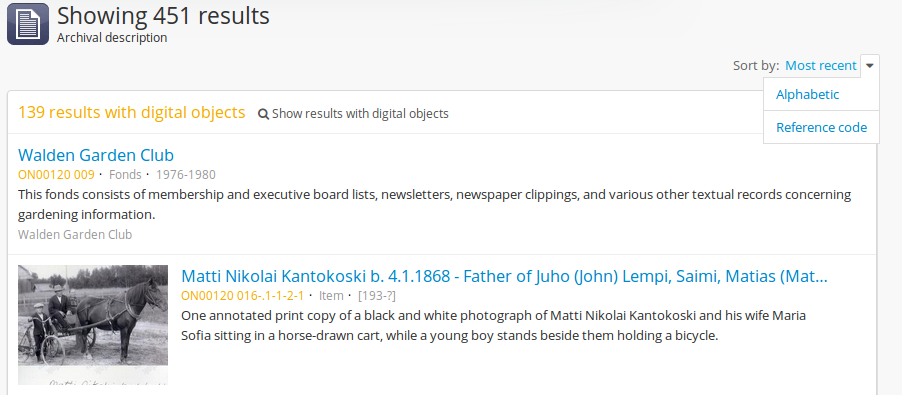 Showing 451 results
Archival description
Sort by: Most recent
Alphabetic
Reference code
139 results with digital objects Show results with digital objects
Walden Garden Club
ON00120 009 · Fonds · 1976-1980
This fonds consists of membership and executive board lists, newsletters, newspaper clippings, and various other textual records concerning
gardening information.
Walden Garden Club
Matti Nikolai Kantokoski b. 4.1.1868 - Father of Juho (John) Lempi, Saimi, Matias (Mat...
ON00120 016-.1-1-2-1 · Item · [193-?]
One annotated print copy of a black and white photograph of Matti Nikolai Kantokoski and his wife Maria
Sofia sitting in a horse-drawn cart, while a young boy stands beside them holding a bicycle.